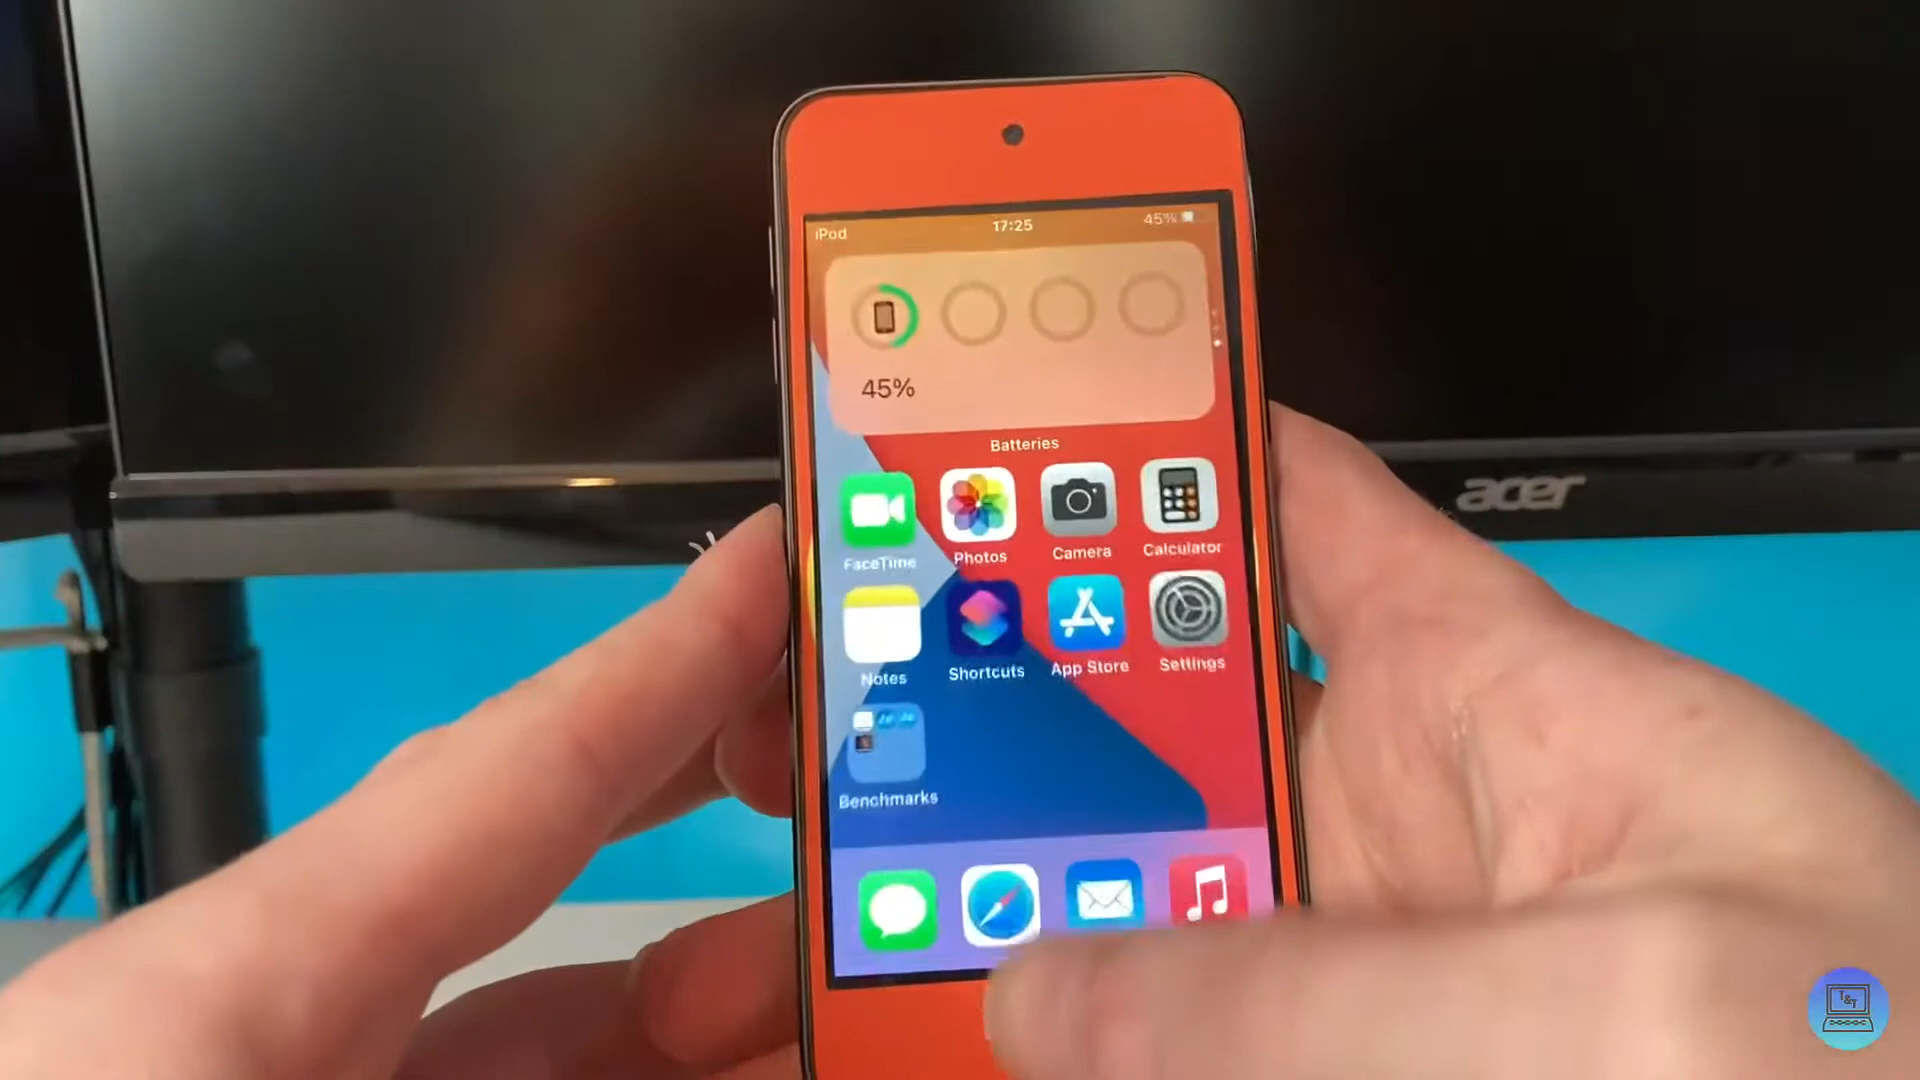 iPod 17:25 45%
45%
Batteries
FaceTime Photos Camera Calculator
Notes Shortcuts App Store Settings
Benchmarks
acer
T&T